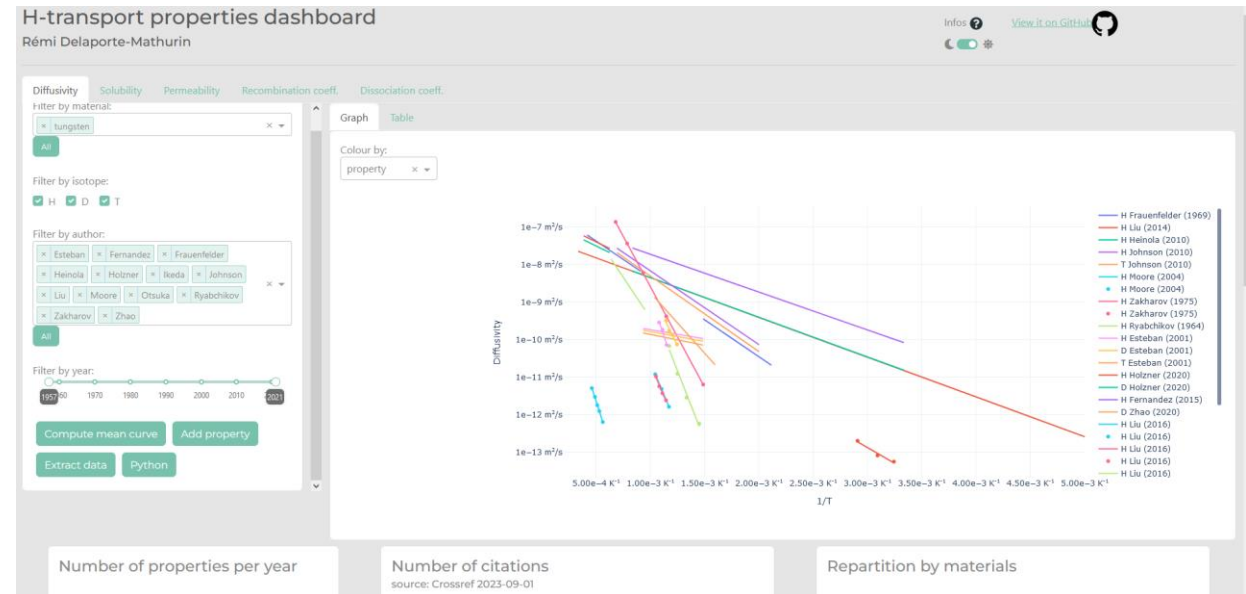 H-transport properties dashboard
Rémi Delaporte-Mathurin
Infos ?
View it on GitHub
Diffusivity Solubility Permeability Recombination coeff. Dissociation coeff.
Filter by material:
× tungsten × ▾
All
Filter by isotope:
H D T
Filter by author:
× Esteban × Fernandez × Frauenfelder
× Heinola × Holzner × Ikeda × Johnson
× Liu × Moore × Otsuka × Ryabchikov
× Zakharov × Zhao
All
Filter by year:
1957 60 1970 1980 1990 2000 2010 2021
Compute mean curve Add property
Extract data Python
Graph Table
Colour by:
property × ▾
Diffusivity
1e−7 m²/s
1e−8 m²/s
1e−9 m²/s
1e−10 m²/s
1e−11 m²/s
1e−12 m²/s
1e−13 m²/s
5.00e−4 K⁻¹ 1.00e−3 K⁻¹ 1.50e−3 K⁻¹ 2.00e−3 K⁻¹ 2.50e−3 K⁻¹ 3.00e−3 K⁻¹ 3.50e−3 K⁻¹ 4.00e−3 K⁻¹ 4.50e−3 K⁻¹ 5.00e−3 K⁻¹
1/T
H Frauenfelder (1969)
H Liu (2014)
H Heinola (2010)
H Johnson (2010)
T Johnson (2010)
H Moore (2004)
H Moore (2004)
H Zakharov (1975)
H Zakharov (1975)
H Ryabchikov (1964)
H Esteban (2001)
D Esteban (2001)
T Esteban (2001)
H Holzner (2020)
D Holzner (2020)
H Fernandez (2015)
D Zhao (2020)
H Liu (2016)
H Liu (2016)
H Liu (2016)
H Liu (2016)
H Liu (2016)
Number of properties per year
Number of citations
source: Crossref 2023-09-01
Repartition by materials